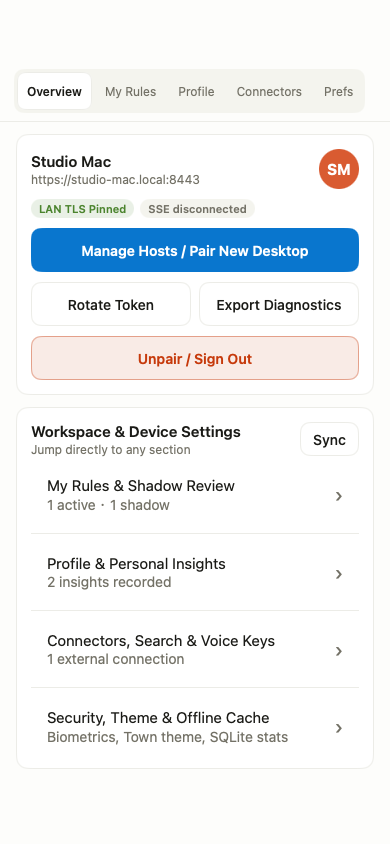 Overview My Rules Profile Connectors Prefs
Studio Mac
https://studio-mac.local:8443
SM
LAN TLS Pinned SSE disconnected
Manage Hosts / Pair New Desktop
Rotate Token Export Diagnostics
Unpair / Sign Out
Workspace & Device Settings
Jump directly to any section
Sync
My Rules & Shadow Review
1 active · 1 shadow
Profile & Personal Insights
2 insights recorded
Connectors, Search & Voice Keys
1 external connection
Security, Theme & Offline Cache
Biometrics, Town theme, SQLite stats